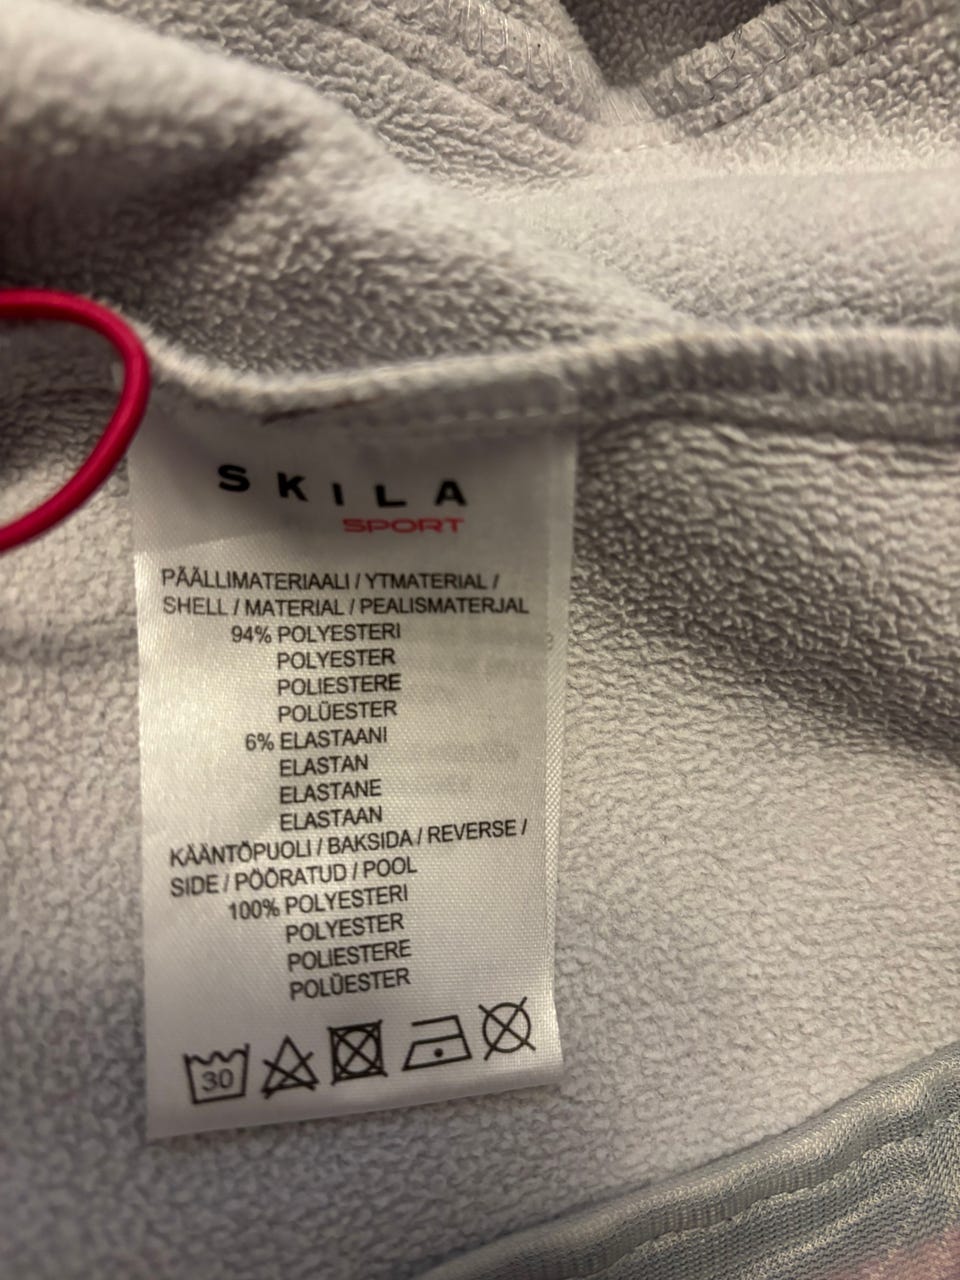 SKILA
SPORT
PÄÄLLIMATERIAALI / YTMATERIAL /
SHELL / MATERIAL / PEALISMATERJAL
94% POLYESTERI
POLYESTER
POLIESTERE
POLÜESTER
6% ELASTAANI
ELASTAN
ELASTANE
ELASTAAN
KÄÄNTÖPUOLI / BAKSIDA / REVERSE /
SIDE / PÖÖRATUD / POOL
100% POLYESTERI
POLYESTER
POLIESTERE
POLÜESTER
30